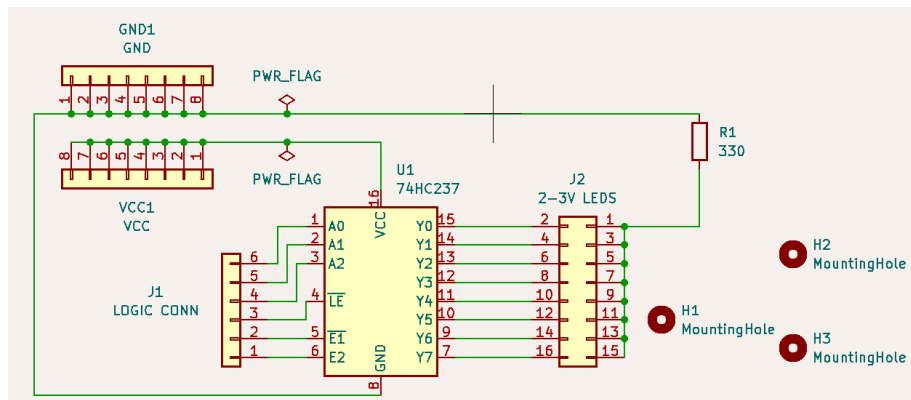 GND1
GND
PWR_FLAG
1 2 3 4 5 6 7 8
R1
330
8 7 6 5 4 3 2 1
PWR_FLAG
VCC1
VCC
U1
74HC237
16
VCC
J2
2-3V LEDS
1 A0 Y0 15 2 1
2 A1 Y1 14 4 3
3 A2 Y2 13 6 5
Y3 12 8 7
4 LE Y4 11 10 9
Y5 10 12 11
5 E1 Y6 9 14 13
6 E2 Y7 7 16 15
GND
8
J1
LOGIC CONN
6
5
4
3
2
1
H2
MountingHole
H1
MountingHole
H3
MountingHole